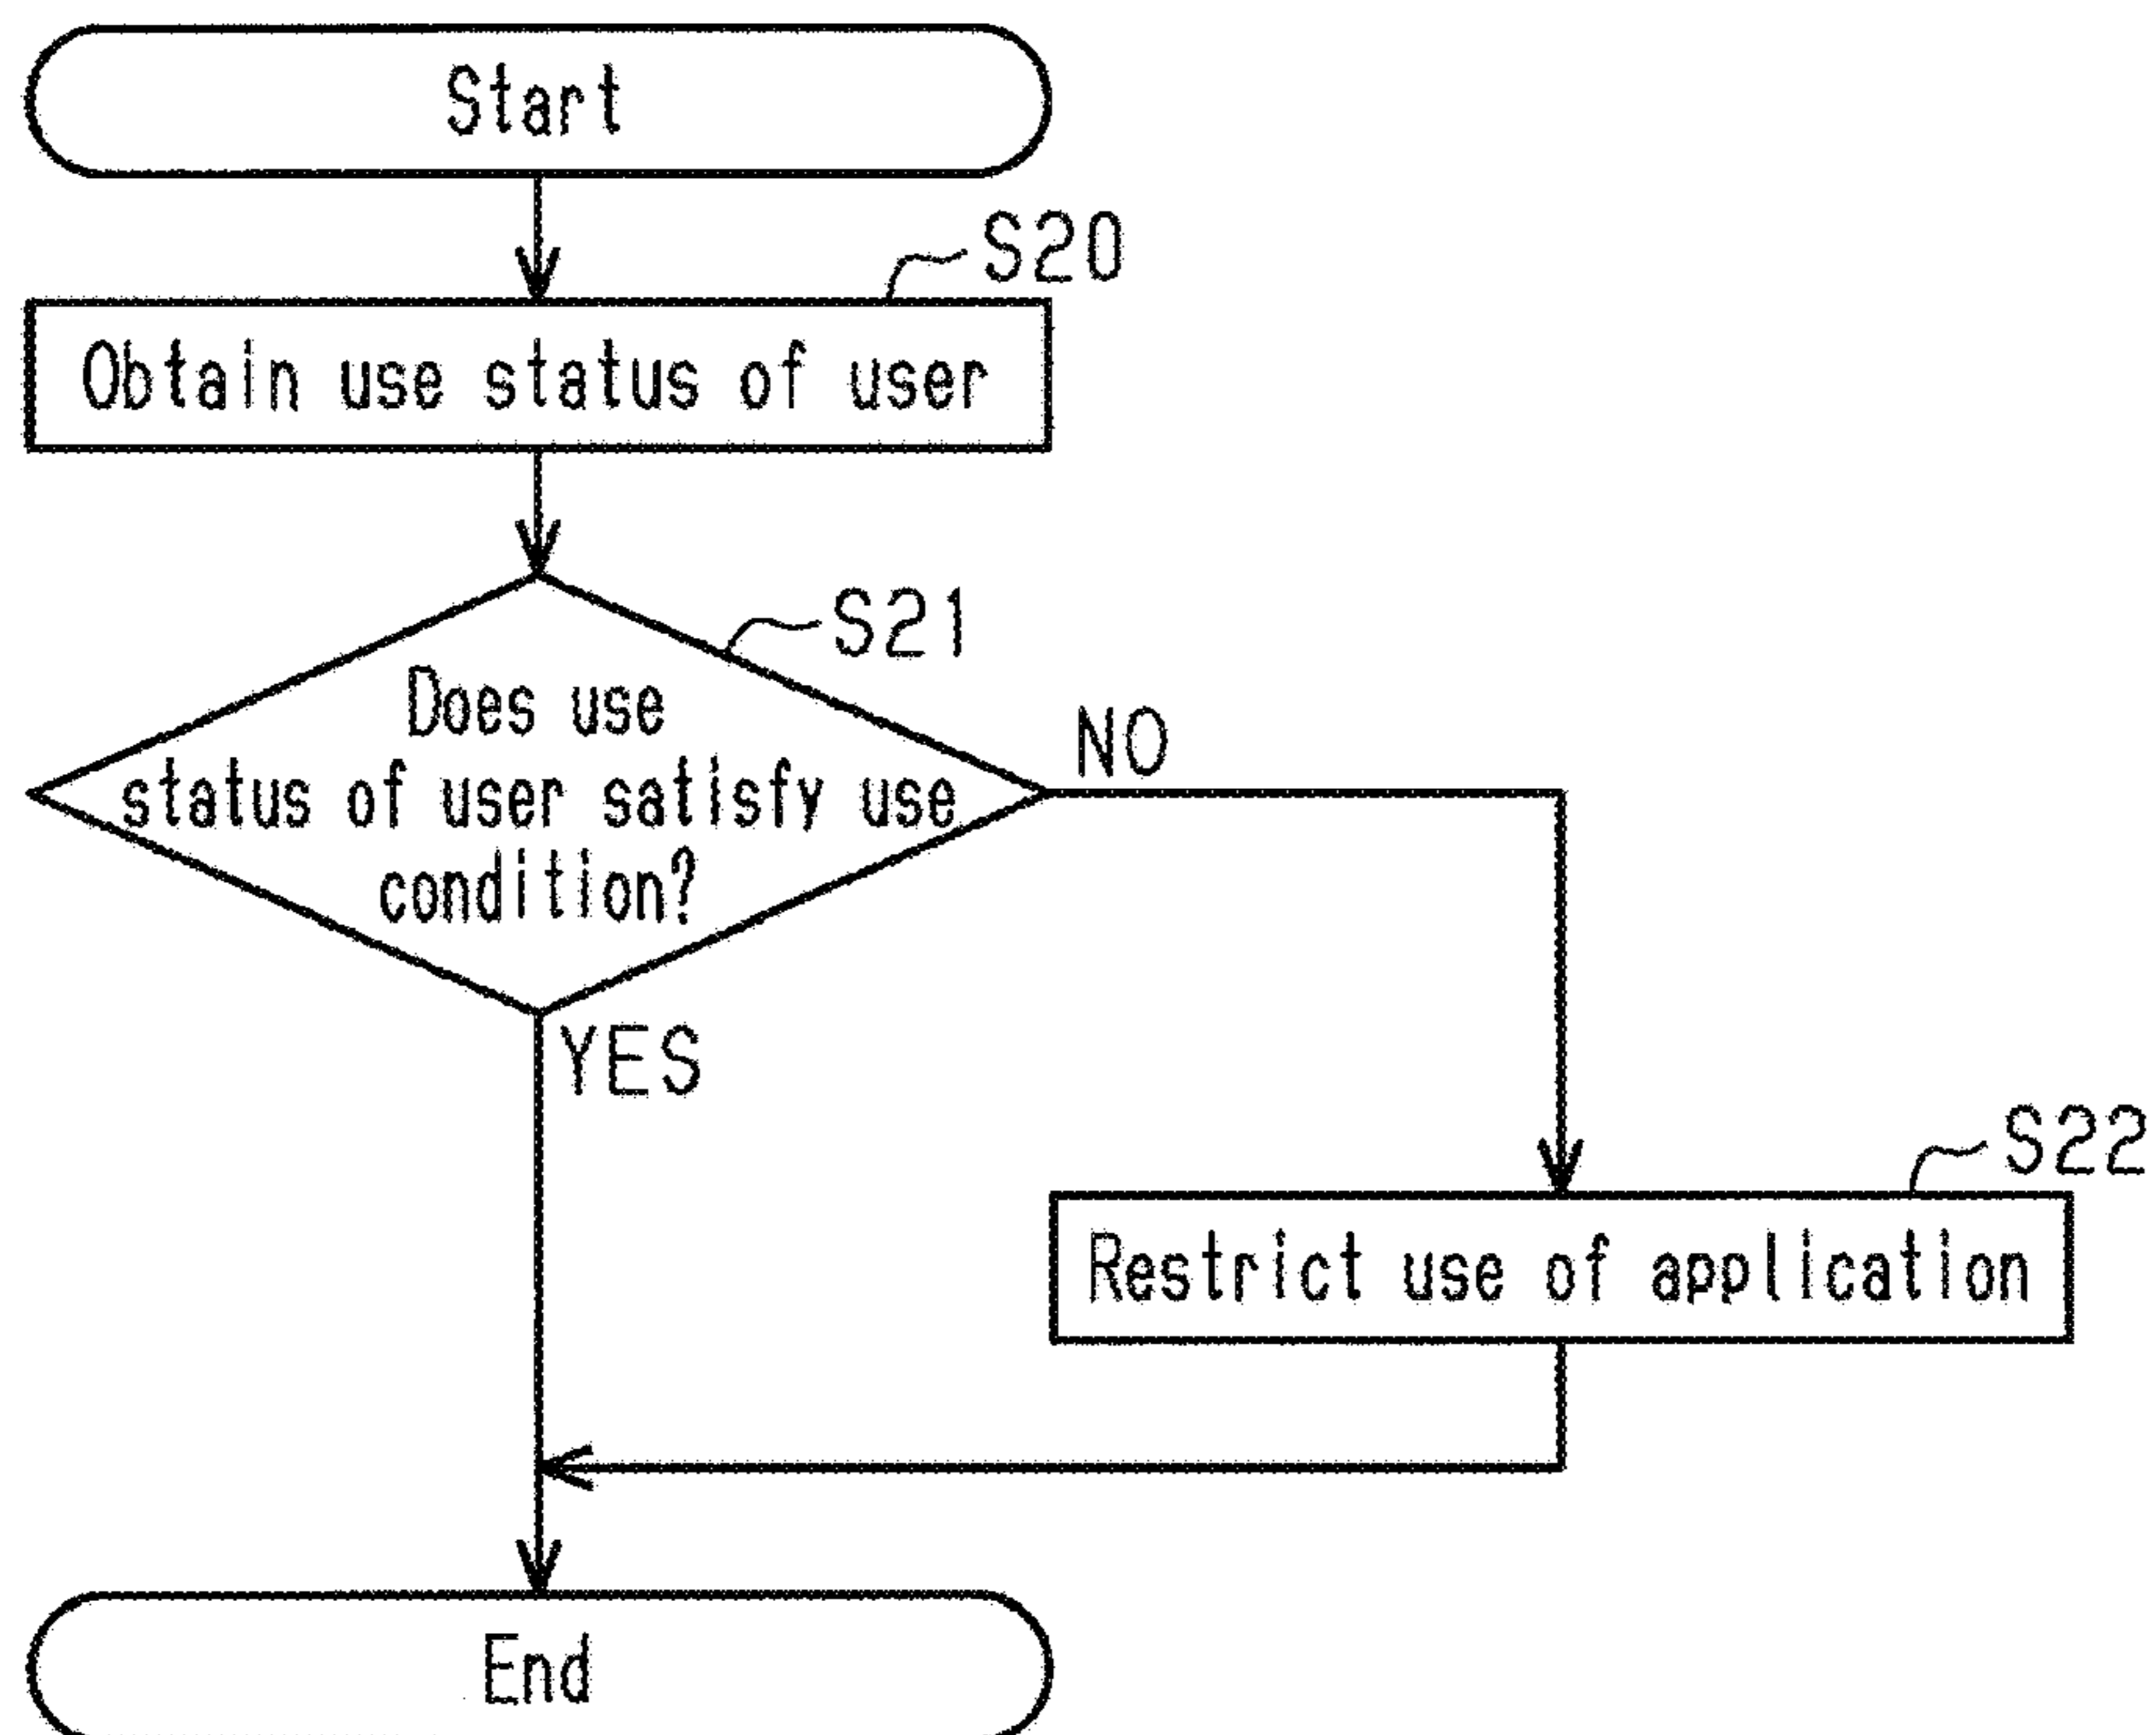 Start
S20
Obtain use status of user
S21
Does use
status of user satisfy use
condition?
NO
YES
S22
Restrict use of application
End